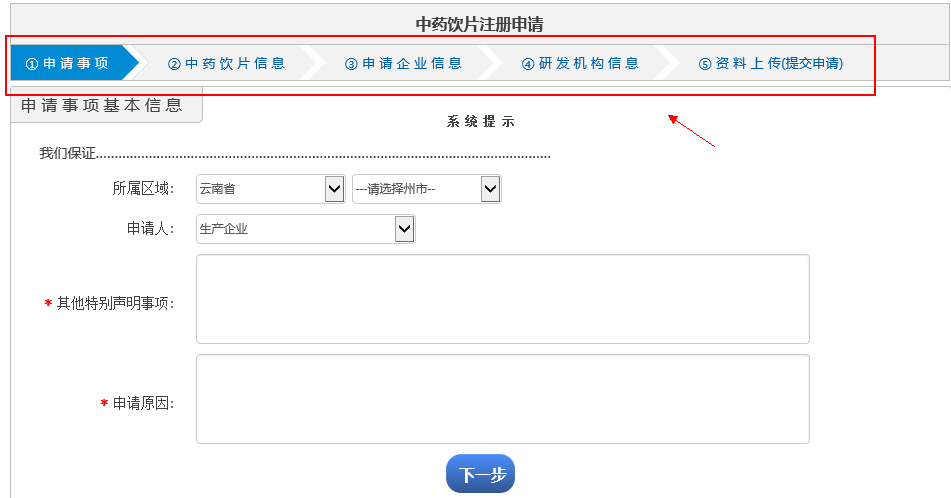 中药饮片注册申请
① 申请事项 ② 中药饮片信息 ③ 申请企业信息 ④ 研发机构信息 ⑤ 资料上传(提交申请)
申请事项基本信息
系统提示
我们保证........................................................................................................................
所属区域: 云南省 ---请选择州市--
申请人: 生产企业
* 其他特别声明事项:
* 申请原因:
下一步